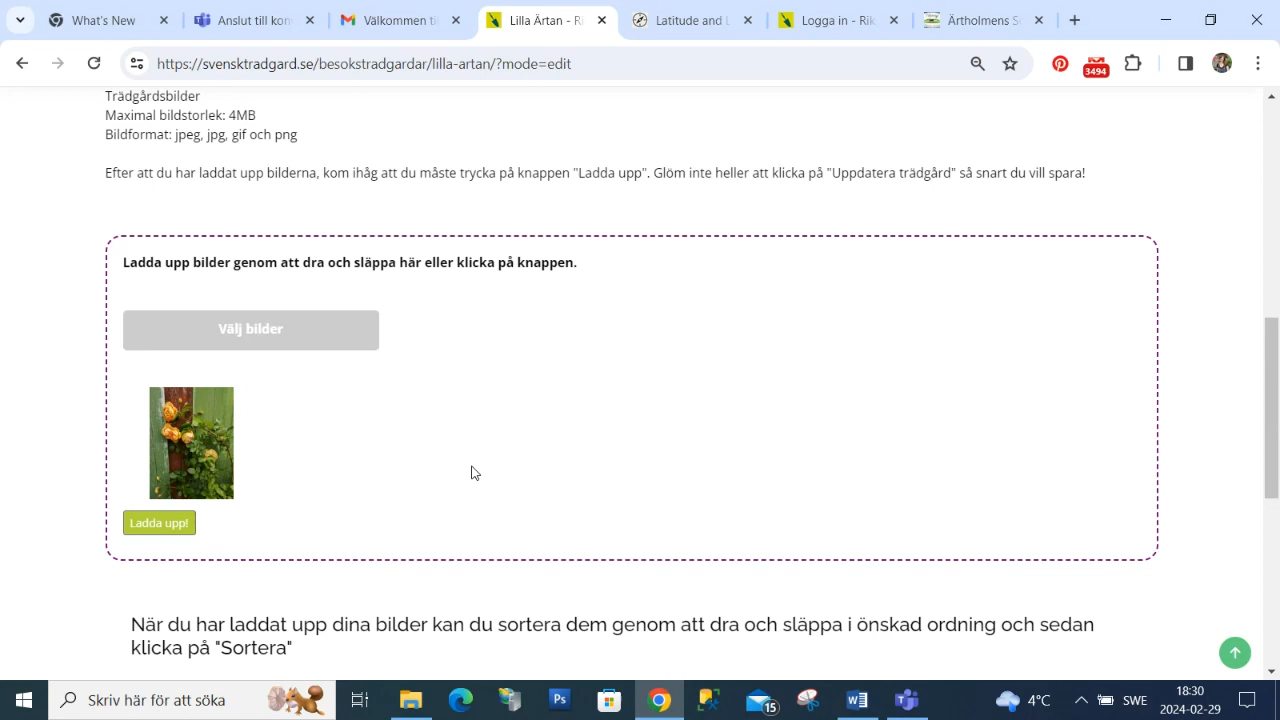 What's New
Anslut till kon
Välkommen ti
Lilla Ärtan - Ri
Latitude and L
Logga in - Rik
Ärtholmens S
https://svensktradgard.se/besokstradgardar/lilla-artan/?mode=edit
3494
Trädgårdsbilder
Maximal bildstorlek: 4MB
Bildformat: jpeg, jpg, gif och png
Efter att du har laddat upp bilderna, kom ihåg att du måste trycka på knappen "Ladda upp". Glöm inte heller att klicka på "Uppdatera trädgård" så snart du vill spara!
Ladda upp bilder genom att dra och släppa här eller klicka på knappen.
Välj bilder
Ladda upp!
När du har laddat upp dina bilder kan du sortera dem genom att dra och släppa i önskad ordning och sedan
klicka på "Sortera"
Skriv här för att söka
Ps
15
4°C
SWE
18:30
2024-02-29